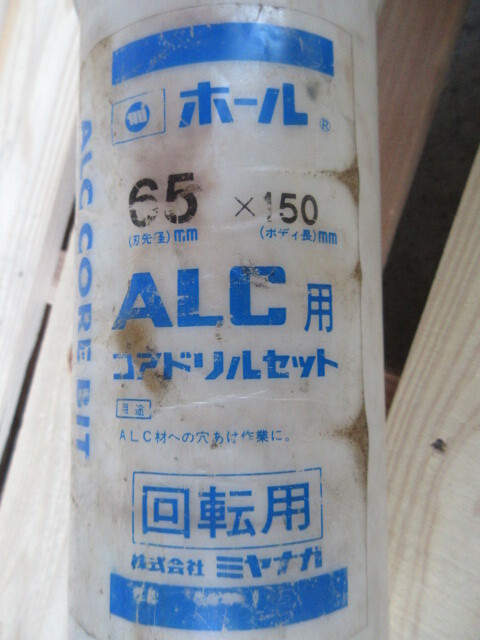 ホール®
65 ×150
(刃先径)mm (ボディ長)mm
ALC用
コアドリルセット
用途
ALC材への穴あけ作業に。
回転用
株式会社 ミヤナガ
ALC CORE BIT